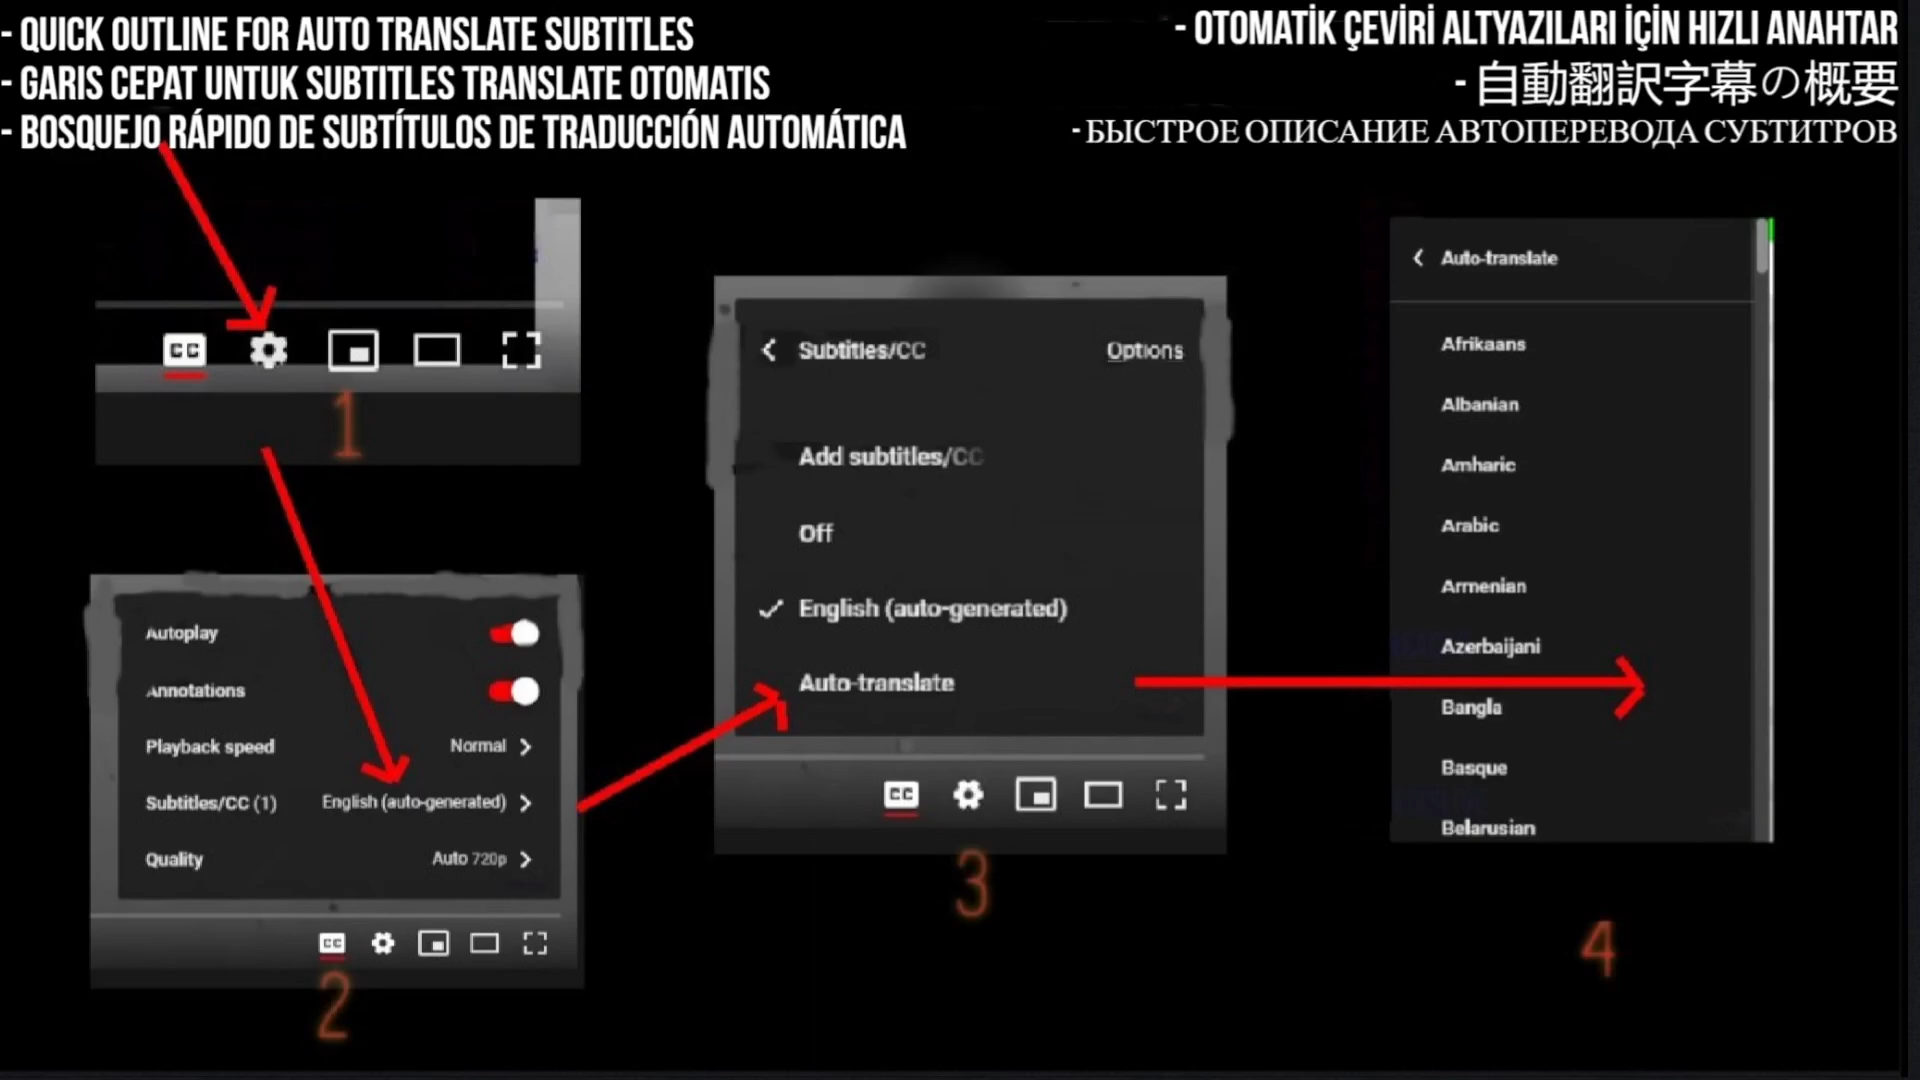 - QUICK OUTLINE FOR AUTO TRANSLATE SUBTITLES
- GARIS CEPAT UNTUK SUBTITLES TRANSLATE OTOMATIS
- BOSQUEJO RÁPIDO DE SUBTÍTULOS DE TRADUCCIÓN AUTOMÁTICA
- OTOMATİK ÇEVİRİ ALTYAZILARI İÇİN HIZLI ANAHTAR
- 自動翻訳字幕の概要
- БЫСТРОЕ ОПИСАНИЕ АВТОПЕРЕВОДА СУБТИТРОВ
CC
1
Autoplay
Annotations
Playback speed Normal
Subtitles/CC (1) English (auto-generated)
Quality Auto 720p
CC
2
Subtitles/CC Options
Add subtitles/CC
Off
English (auto-generated)
Auto-translate
CC
3
Auto-translate
Afrikaans
Albanian
Amharic
Arabic
Armenian
Azerbaijani
Bangla
Basque
Belarusian
4